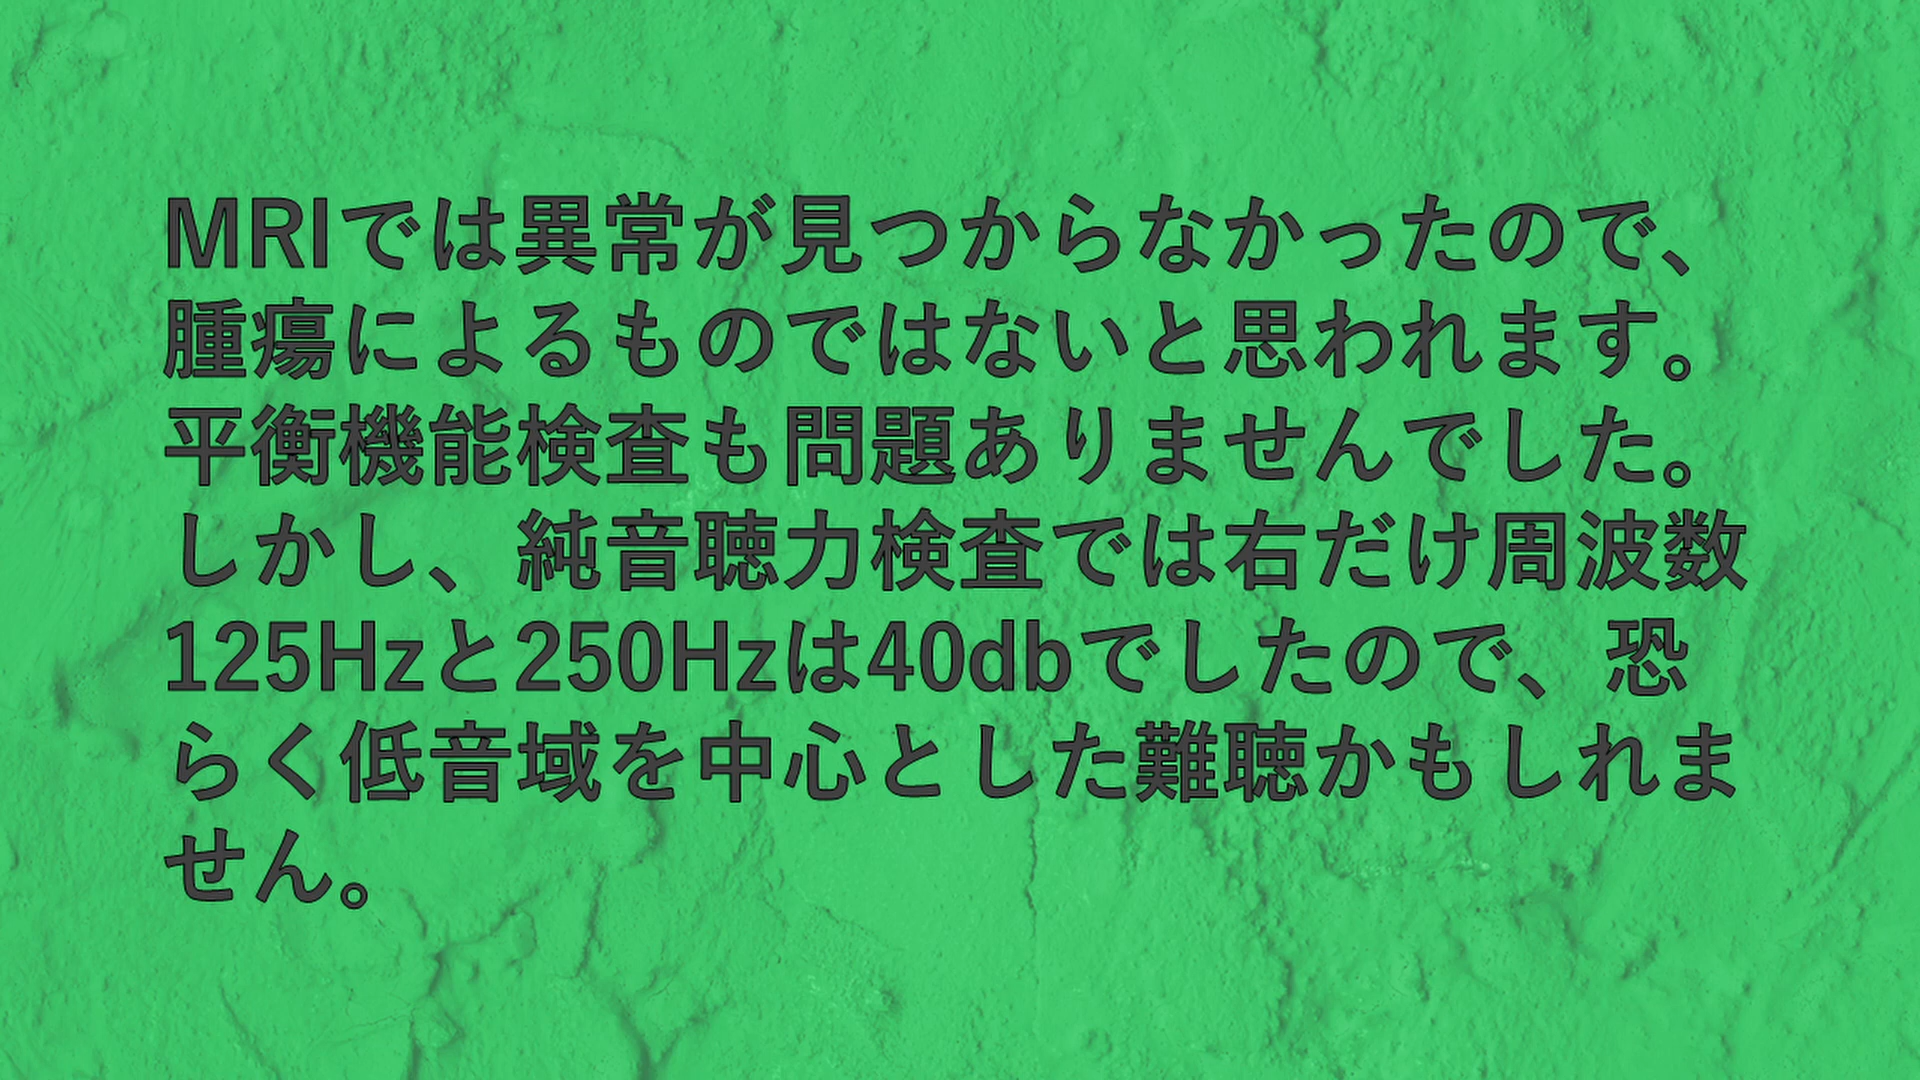 MRIでは異常が見つからなかったので、
腫瘍によるものではないと思われます。
平衡機能検査も問題ありませんでした。
しかし、純音聴力検査では右だけ周波数
125Hzと250Hzは40dbでしたので、恐
らく低音域を中心とした難聴かもしれま
せん。